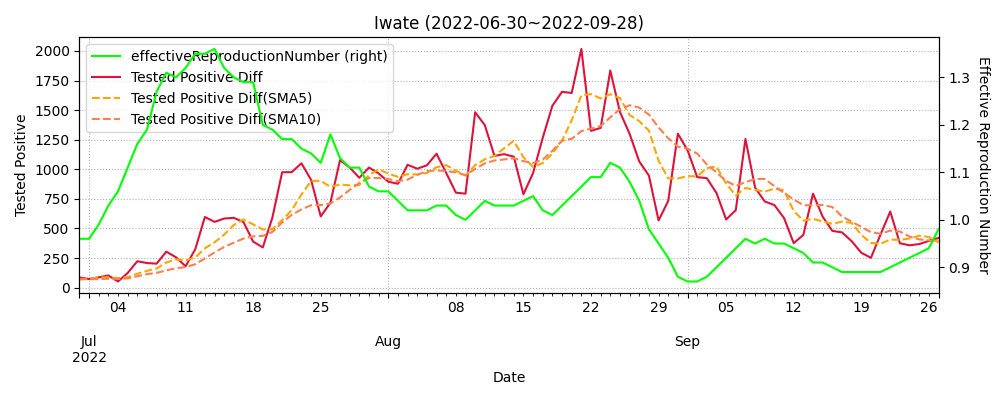 Iwate (2022-06-30~2022-09-28)
effectiveReproductionNumber (right)
Tested Positive Diff
Tested Positive Diff(SMA5)
Tested Positive Diff(SMA10)
Tested Positive
2000
1750
1500
1250
1000
750
500
250
0
Effective Reproduction Number
1.3
1.2
1.1
1.0
0.9
04 11 18 25 08 15 22 29 05 12 19 26
Jul Aug Sep
2022
Date